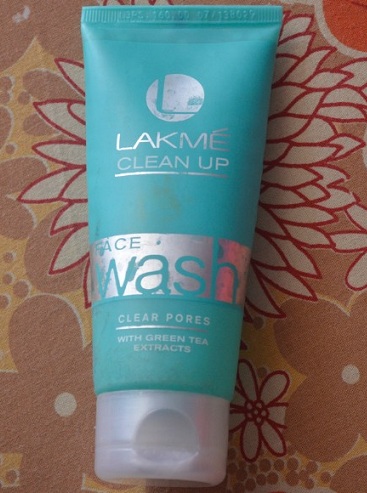 LAKMÉ
CLEAN UP
FACE
wash
CLEAR PORES
WITH GREEN TEA
EXTRACTS